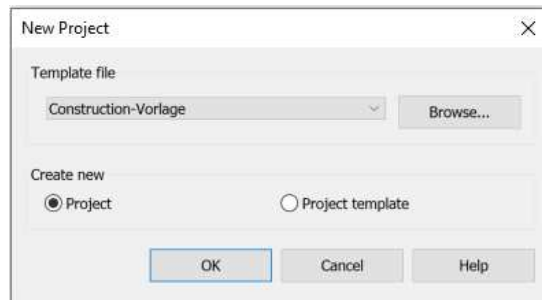 New Project
Template file
Construction-Vorlage
Browse...
Create new
Project
Project template
OK
Cancel
Help